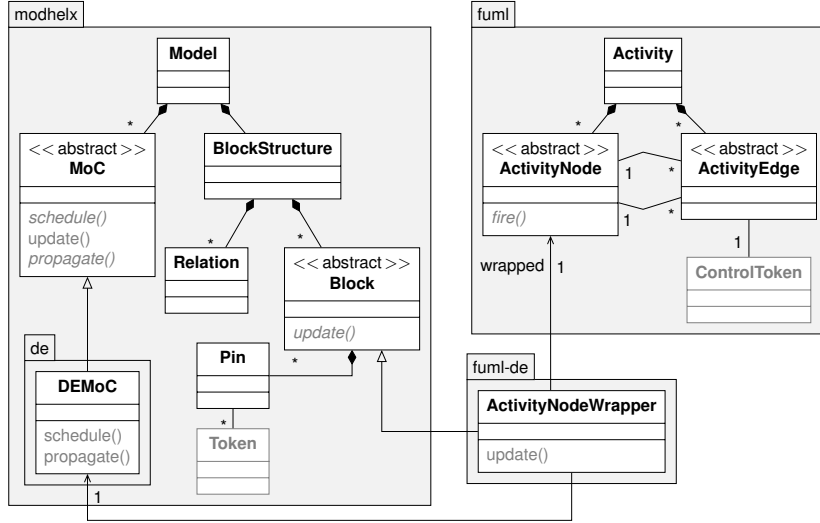 modhelx
Model
*
<< abstract >>
MoC
schedule()
update()
propagate()
BlockStructure
*
*
Relation
<< abstract >>
Block
update()
*
Pin
*
Token
de
DEMoC
schedule()
propagate()
1
fuml
Activity
*
*
<< abstract >>
ActivityNode
fire()
1
*
1
*
<< abstract >>
ActivityEdge
1
ControlToken
wrapped
1
fuml-de
ActivityNodeWrapper
update()